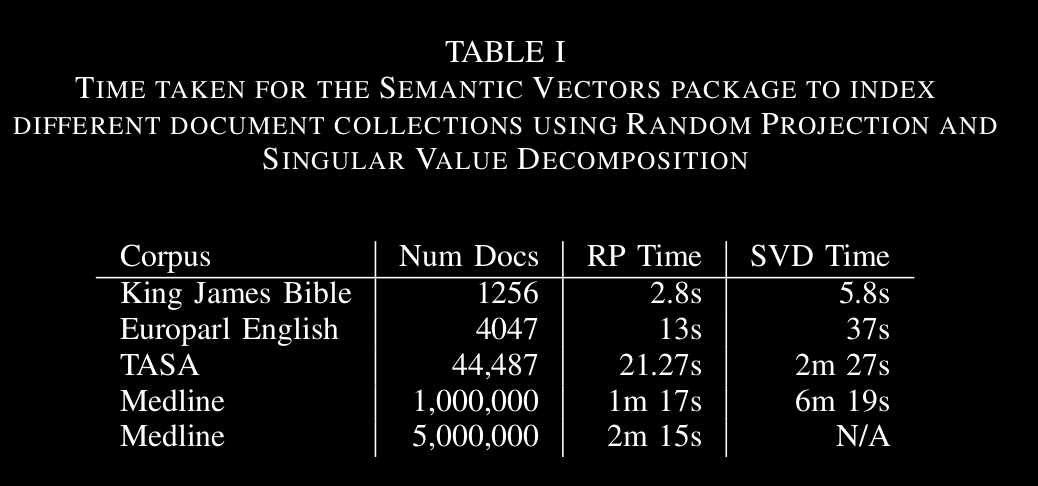 TABLE I
TIME TAKEN FOR THE SEMANTIC VECTORS PACKAGE TO INDEX
DIFFERENT DOCUMENT COLLECTIONS USING RANDOM PROJECTION AND
SINGULAR VALUE DECOMPOSITION
Corpus Num Docs RP Time SVD Time
King James Bible 1256 2.8s 5.8s
Europarl English 4047 13s 37s
TASA 44,487 21.27s 2m 27s
Medline 1,000,000 1m 17s 6m 19s
Medline 5,000,000 2m 15s N/A